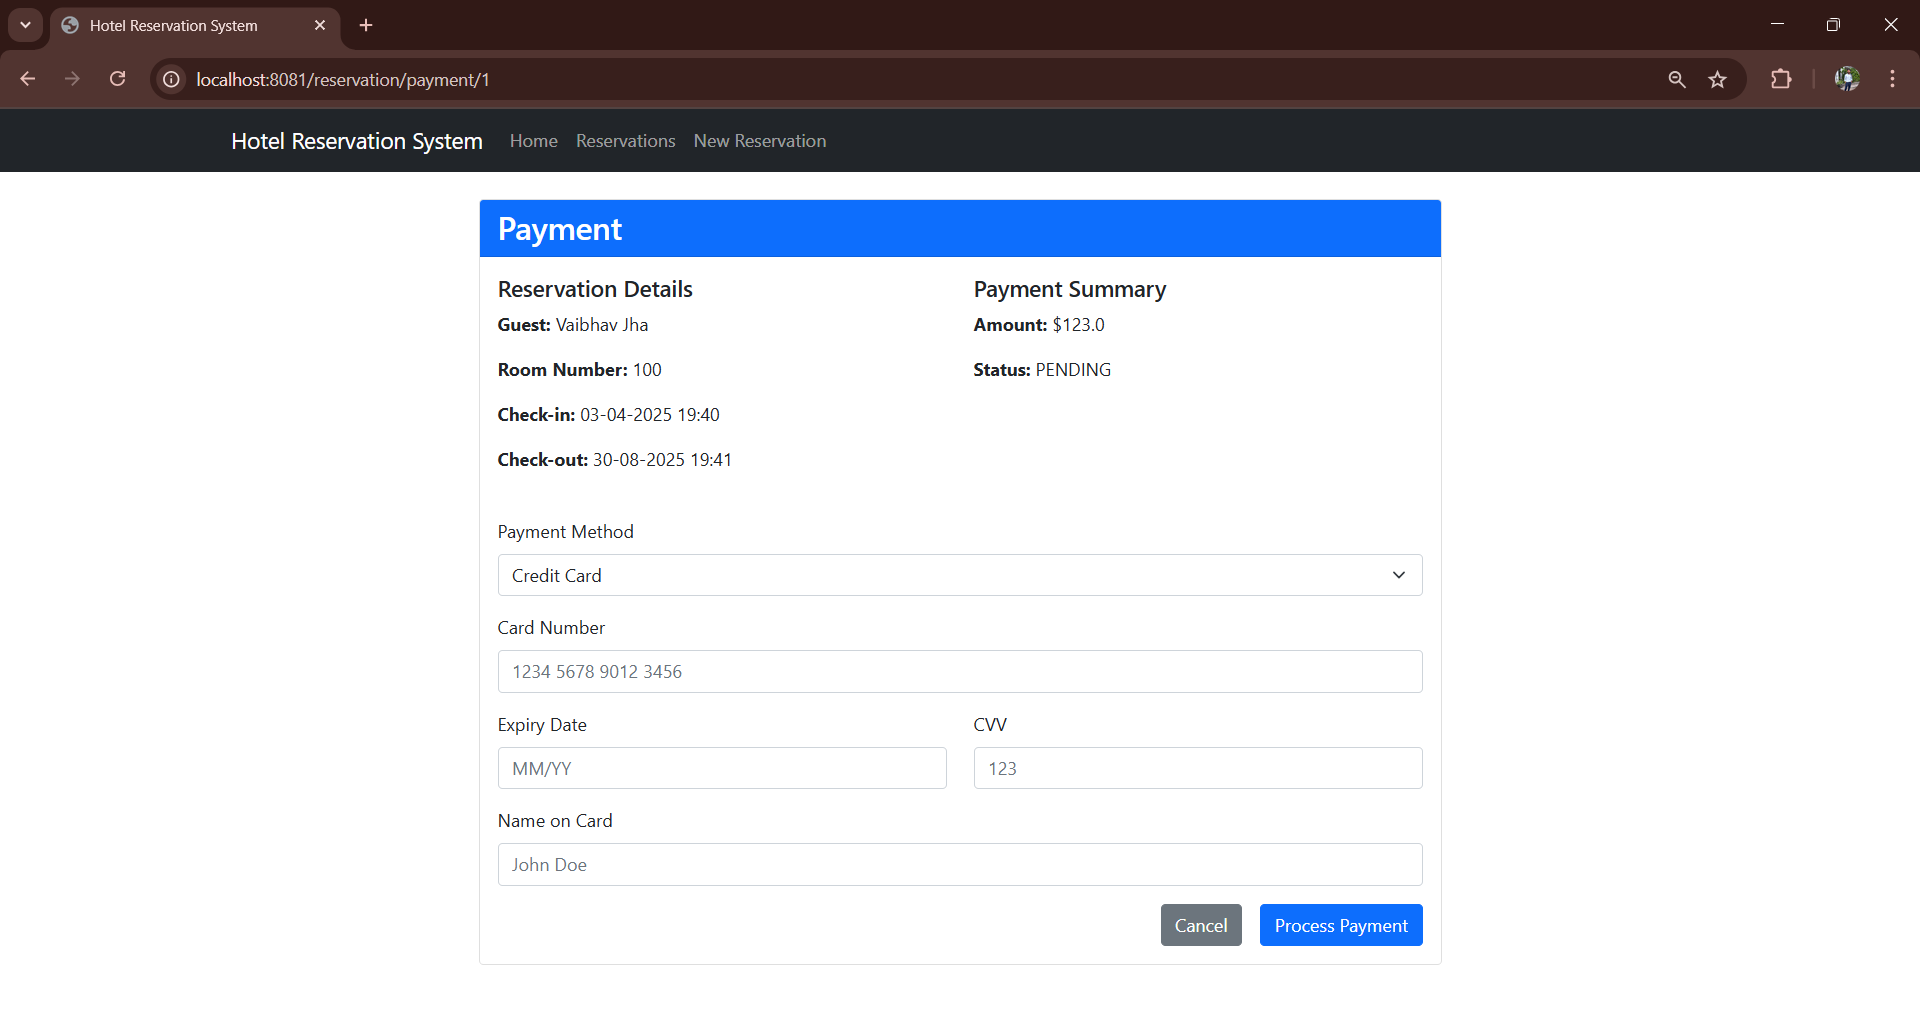 Hotel Reservation System
localhost:8081/reservation/payment/1
Hotel Reservation System Home Reservations New Reservation
Payment
Reservation Details
Guest: Vaibhav Jha
Room Number: 100
Check-in: 03-04-2025 19:40
Check-out: 30-08-2025 19:41
Payment Summary
Amount: $123.0
Status: PENDING
Payment Method
Credit Card
Card Number
1234 5678 9012 3456
Expiry Date
MM/YY
CVV
123
Name on Card
John Doe
Cancel Process Payment